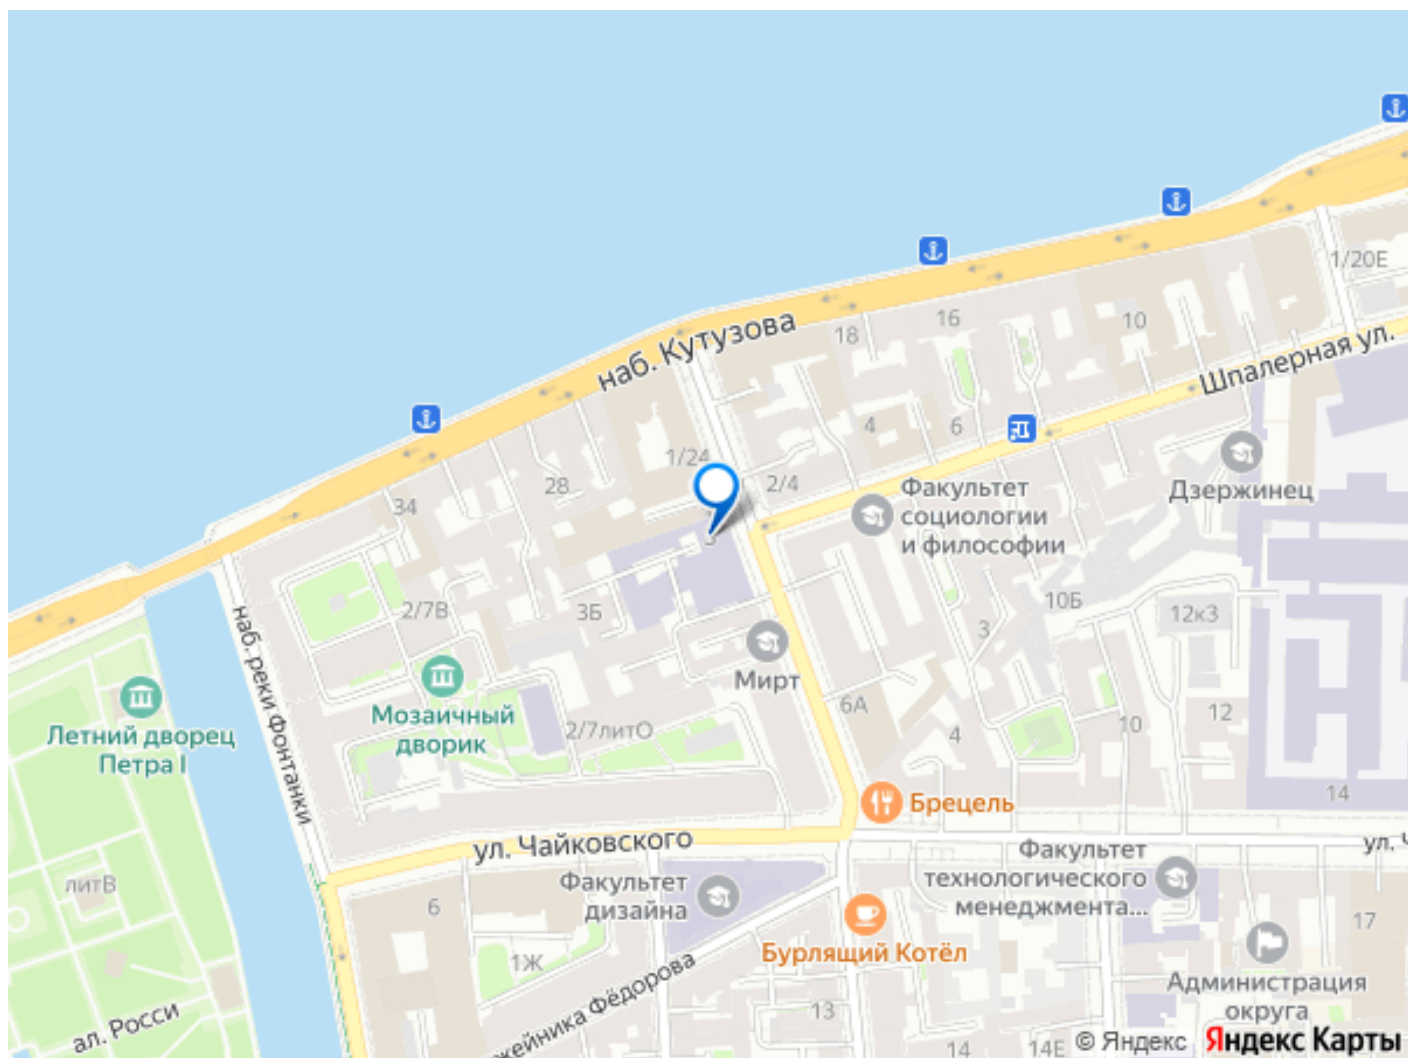 1/20Е
наб. Кутузова
18
16
10
Шпалерная ул.
4
6
1/24
2/4
28
34
Факультет
социологии
и философии
Дзержинец
наб. реки фонтанки
2/7В
3Б
10Б
12к3
3
Мирт
Мозаичный
дворик
2/7литО
6А
4
10
12
Летний дворец
Петра I
Брецель
14
ул. Чайковского
ул. Ч
Факультет
технологического
менеджмента...
Факультет
дизайна
литВ
6
17
Бурлящий Котёл
1Ж
жейника Фёдорова
Администрация
округа
13
ал. Росси
14
14Е
© Яндекс Яндекс Карты